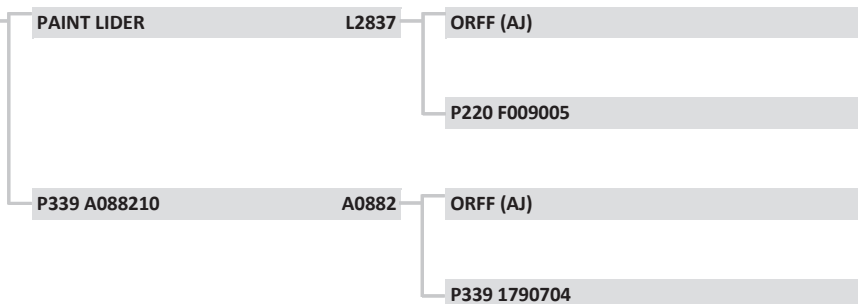 PAINT LIDER L2837 ORFF (AJ)
P220 F009005
P339 A088210 A0882 ORFF (AJ)
P339 1790704